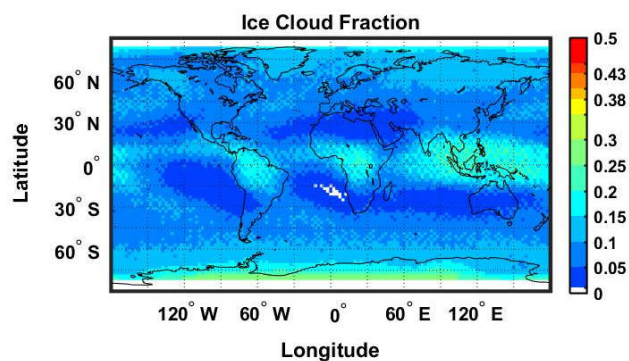 Ice Cloud Fraction
0.5
0.43
0.38
0.3
0.25
0.2
0.15
0.1
0.05
0
60° N
30° N
0°
30° S
60° S
Latitude
120° W 60° W 0° 60° E 120° E
Longitude